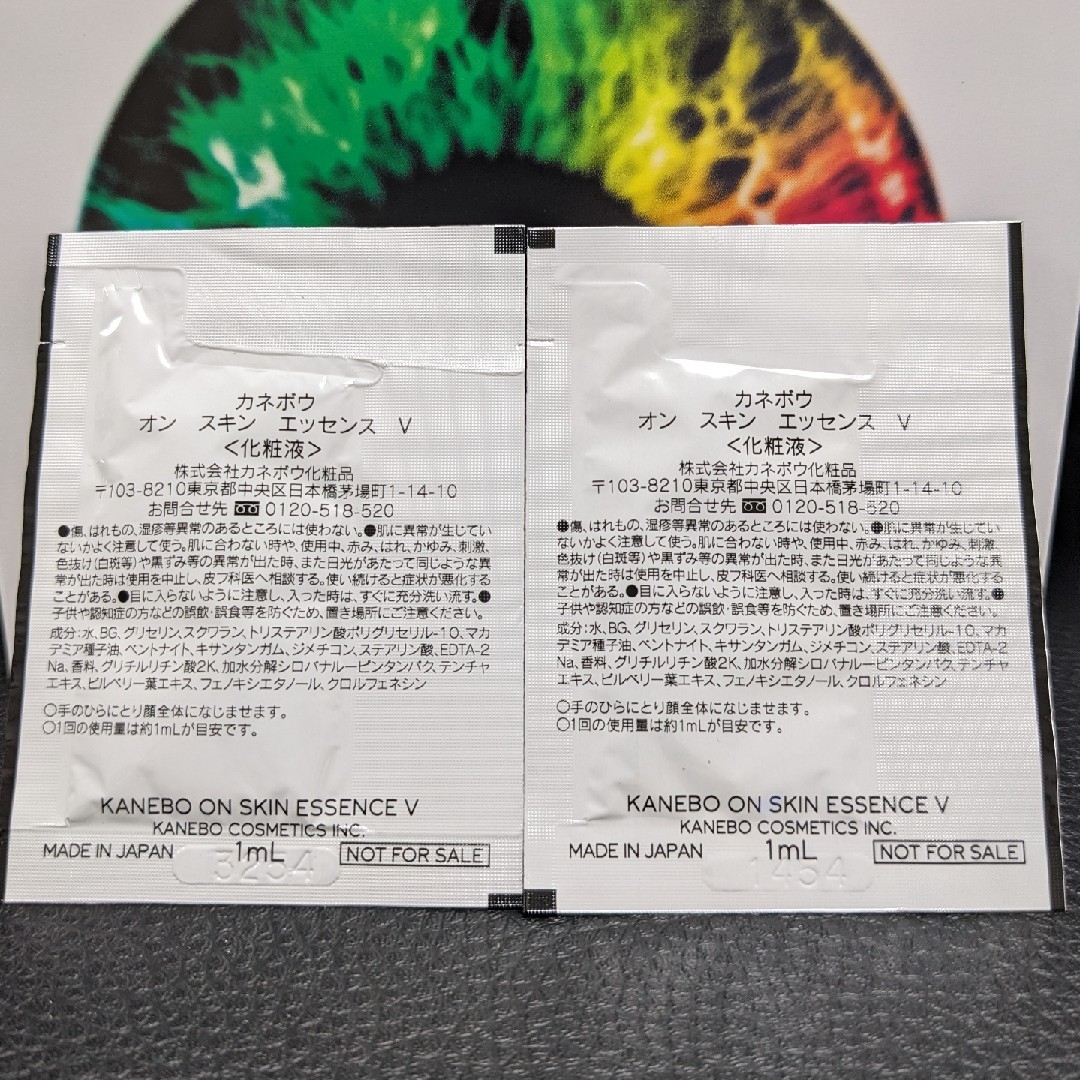 カネボウ
オン スキン エッセンス V
<化粧液>
株式会社カネボウ化粧品
〒103-8210東京都中央区日本橋茅場町1-14-10
お問合せ先 0120-518-520
●傷、はれもの、湿疹等異常のあるところには使わない。●肌に異常が生じてい
ないかよく注意して使う。肌に合わない時や、使用中、赤み、はれ、かゆみ、刺激、
色抜け(白斑等)や黒ずみ等の異常が出た時、また日光があたって同じような異
常が出た時は使用を中止し、皮フ科医へ相談する。使い続けると症状が悪化する
ことがある。●目に入らないように注意し、入った時は、すぐに充分洗い流す。●
子供や認知症の方などの誤飲・誤食等を防ぐため、置き場所にご注意ください。
成分:水、BG、グリセリン、スクワラン、トリステアリン酸ポリグリセリル-10、マカ
デミア種子油、ベントナイト、キサンタンガム、ジメチコン、ステアリン酸、EDTA-2
Na、香料、グリチルリチン酸2K、加水分解シロバナルーピンタンパク、テンチャ
エキス、ビルベリー葉エキス、フェノキシエタノール、クロルフェネシン
○手のひらにとり顔全体になじませます。
○1回の使用量は約1mLが目安です。
KANEBO ON SKIN ESSENCE V
KANEBO COSMETICS INC.
MADE IN JAPAN 1mL NOT FOR SALE
3234
カネボウ
オン スキン エッセンス V
<化粧液>
株式会社カネボウ化粧品
〒103-8210東京都中央区日本橋茅場町1-14-10
お問合せ先 0120-518-520
●傷、はれもの、湿疹等異常のあるところには使わない。●肌に異常が生じてい
ないかよく注意して使う。肌に合わない時や、使用中、赤み、はれ、かゆみ、刺激、
色抜け(白斑等)や黒ずみ等の異常が出た時、また日光があたって同じような異
常が出た時は使用を中止し、皮フ科医へ相談する。使い続けると症状が悪化する
ことがある。●目に入らないように注意し、入った時は、すぐに充分洗い流す。●
子供や認知症の方などの誤飲・誤食等を防ぐため、置き場所にご注意ください。
成分:水、BG、グリセリン、スクワラン、トリステアリン酸ポリグリセリル-10、マカ
デミア種子油、ベントナイト、キサンタンガム、ジメチコン、ステアリン酸、EDTA-2
Na、香料、グリチルリチン酸2K、加水分解シロバナルーピンタンパク、テンチャ
エキス、ビルベリー葉エキス、フェノキシエタノール、クロルフェネシン
○手のひらにとり顔全体になじませます。
○1回の使用量は約1mLが目安です。
KANEBO ON SKIN ESSENCE V
KANEBO COSMETICS INC.
MADE IN JAPAN 1mL NOT FOR SALE
1454